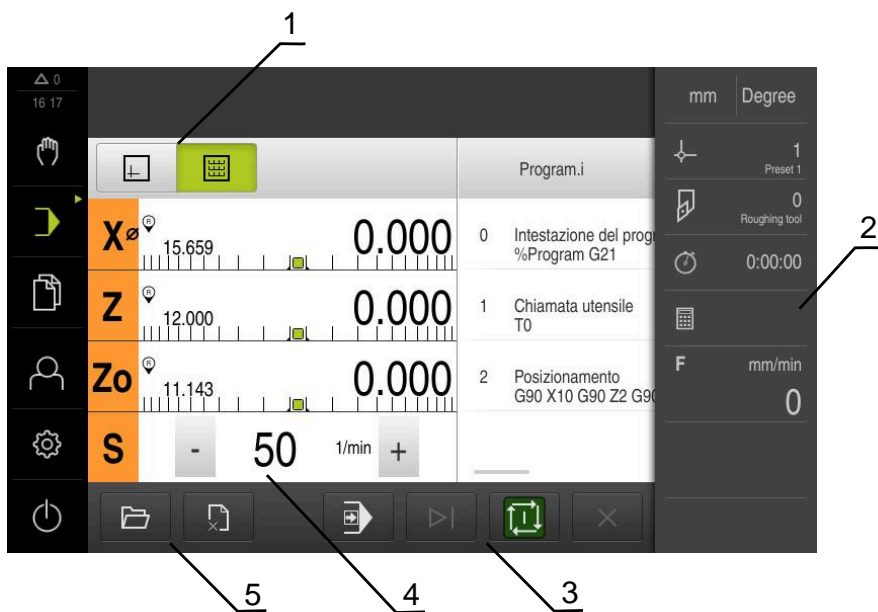 1
0
16 17
mm Degree
1
Preset 1
0
Roughing tool
2
0:00:00
F mm/min
0
Program.i
X ø R 15.659 0.000
Z R 12.000 0.000
Zo R 11.143 0.000
S - 50 1/min +
0 Intestazione del progr
%Program G21
1 Chiamata utensile
T0
2 Posizionamento
G90 X10 G90 Z2 G90
5 4 3